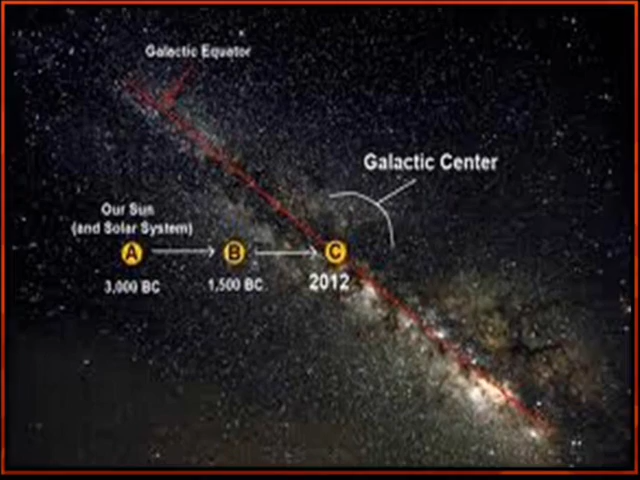 Galactic Equator
Galactic Center
Our Sun
(and Solar System)
A
B
C
3,000 BC
1,500 BC
2012